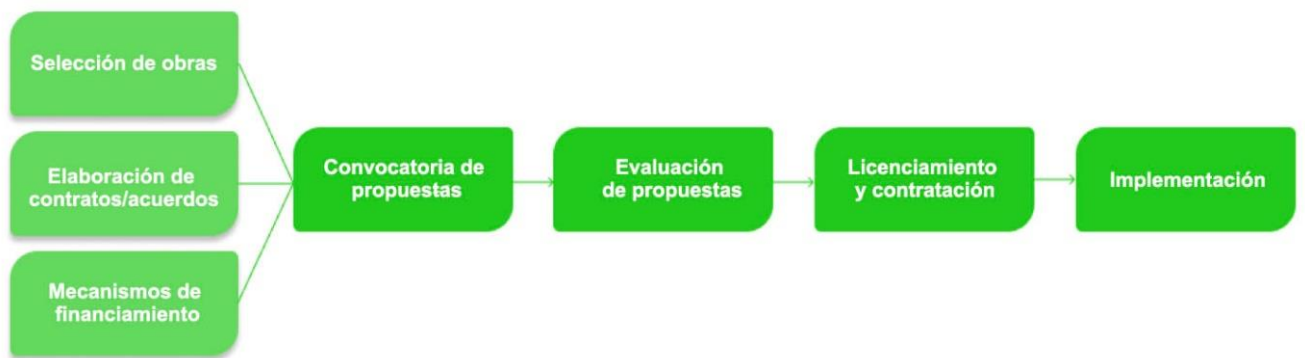 Selección de obras
Elaboración de
contratos/acuerdos
Mecanismos de
financiamiento
Convocatoria de
propuestas
Evaluación
de propuestas
Licenciamiento
y contratación
Implementación